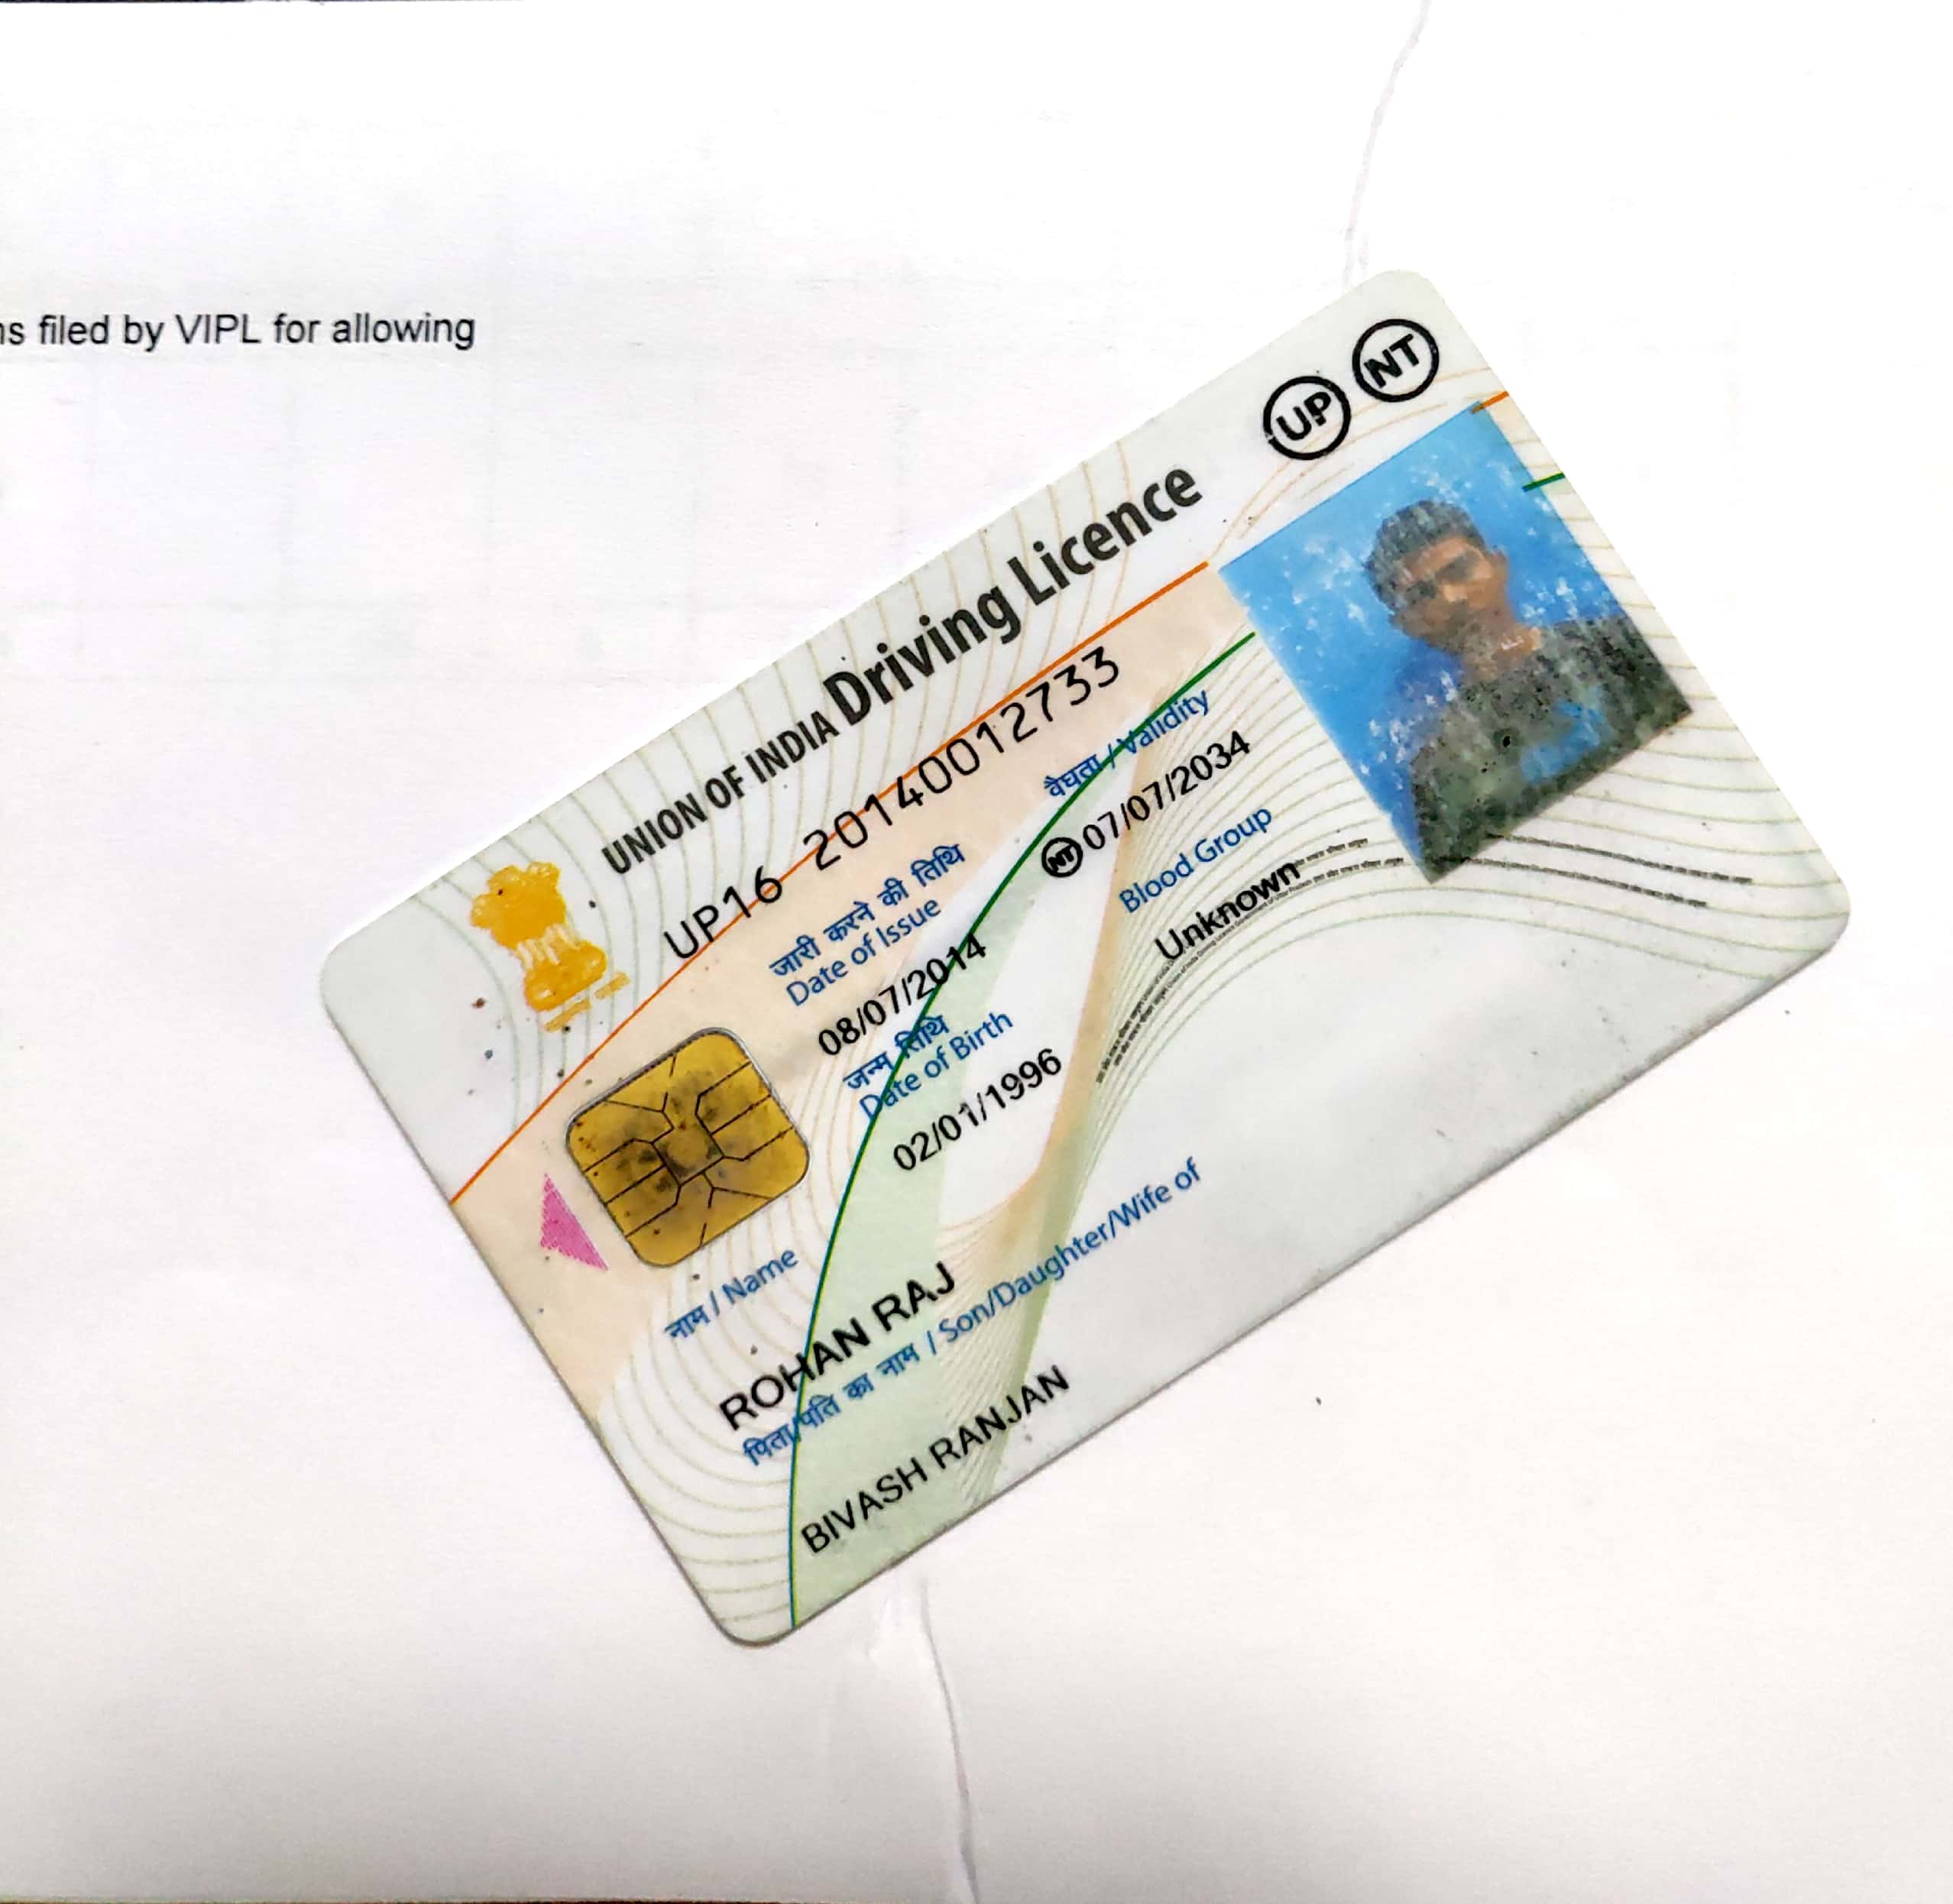 ns filed by VIPL for allowing
UP NT
UNION OF INDIA Driving Licence
UP16 20140012733
जारी करने की तिथि
Date of Issue
08/07/2014
वैधता / Validity
NT 07/07/2034
जन्म तिथि
Date of Birth
02/01/1996
Blood Group
Unknown
नाम / Name
ROHAN RAJ
पिता/पति का नाम / Son/Daughter/Wife of
BIVASH RANJAN